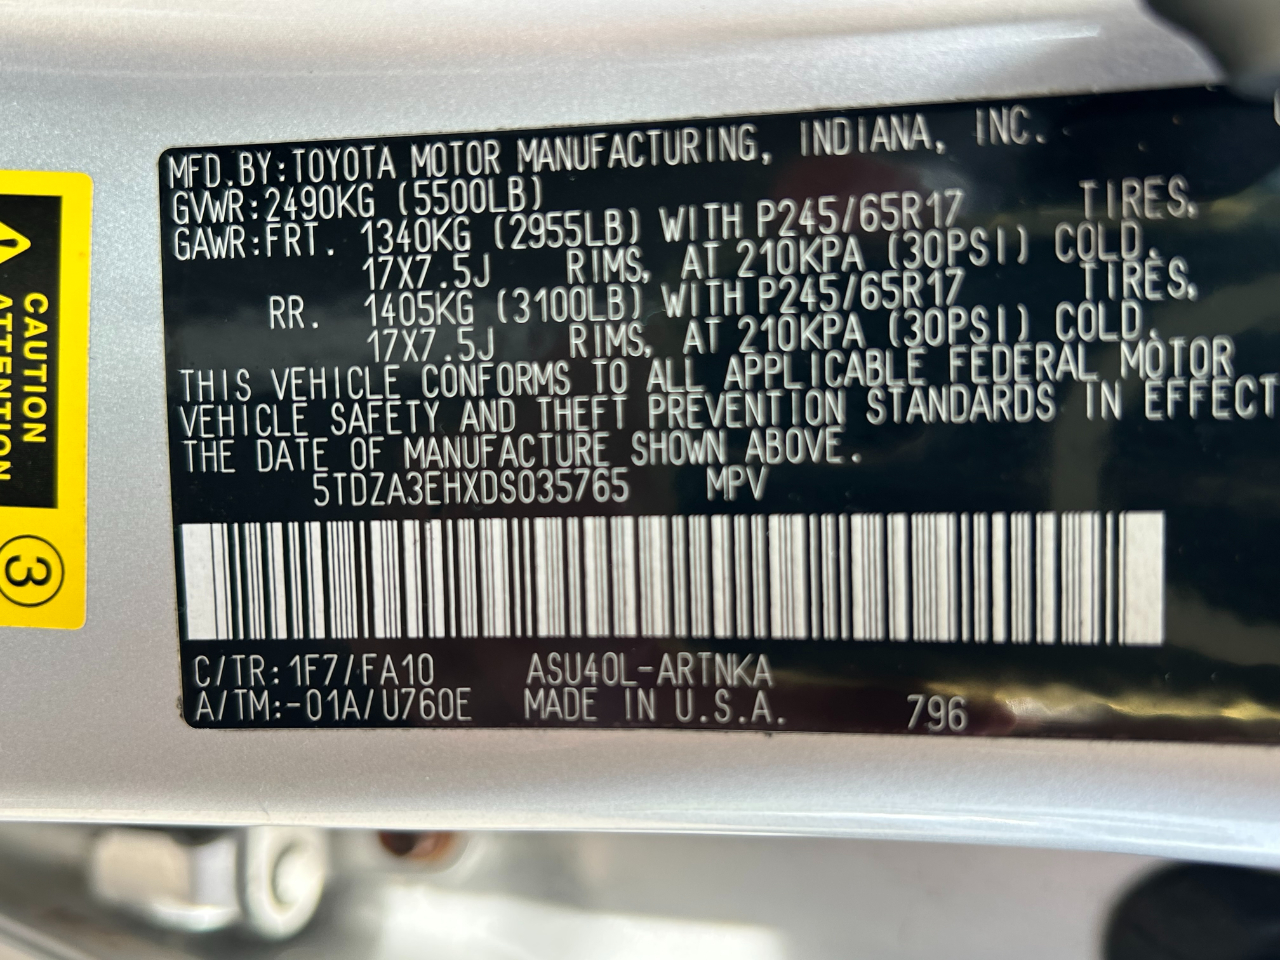 MFD.BY:TOYOTA MOTOR MANUFACTURING, INDIANA, INC.
GVWR:2490KG (5500LB)
GAWR:FRT. 1340KG (2955LB) WITH P245/65R17 TIRES,
17X7.5J RIMS, AT 210KPA (30PSI) COLD.
RR. 1405KG (3100LB) WITH P245/65R17 TIRES,
17X7.5J RIMS, AT 210KPA (30PSI) COLD.
THIS VEHICLE CONFORMS TO ALL APPLICABLE FEDERAL MOTOR
VEHICLE SAFETY AND THEFT PREVENTION STANDARDS IN EFFECT
THE DATE OF MANUFACTURE SHOWN ABOVE.
5TDZA3EHXDS035765 MPV
C/TR:1F7/FA10 ASU40L-ARTNKA
A/TM:-01A/U760E MADE IN U.S.A. 796
CAUTION
ATTENTION
3